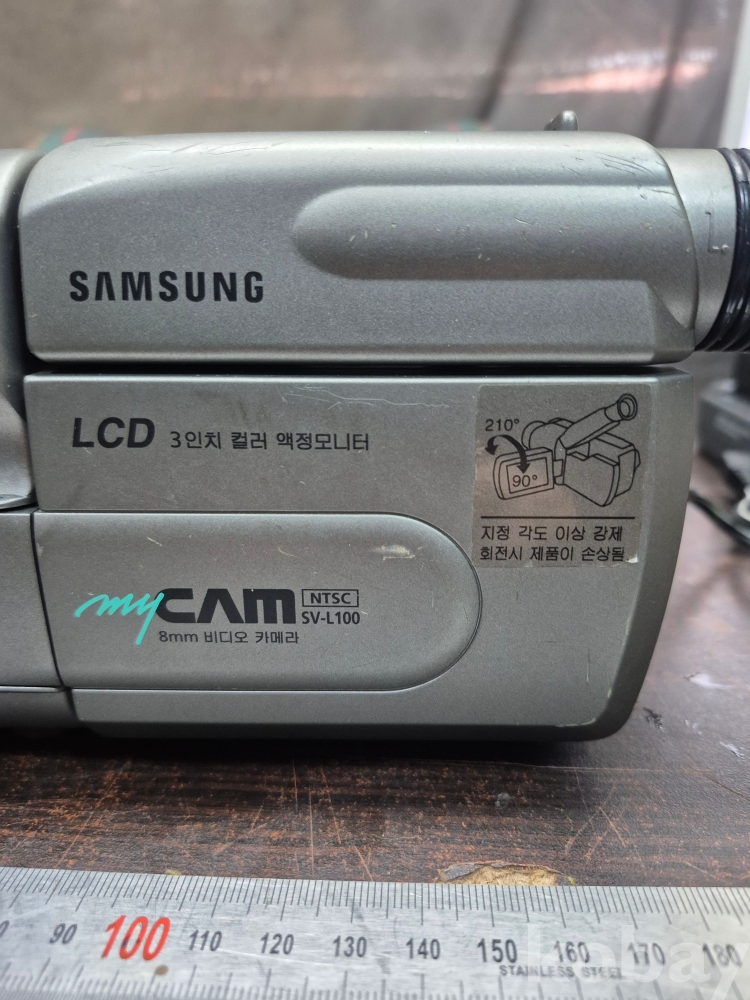 SAMSUNG
LCD 3인치 컬러 액정모니터
210°
90°
지정 각도 이상 강제
회전시 제품이 손상됨
myCAM NTSC
SV-L100
8mm 비디오 카메라
90 100 110 120 130 140 150 160 170 180
STAINLESS STEEL